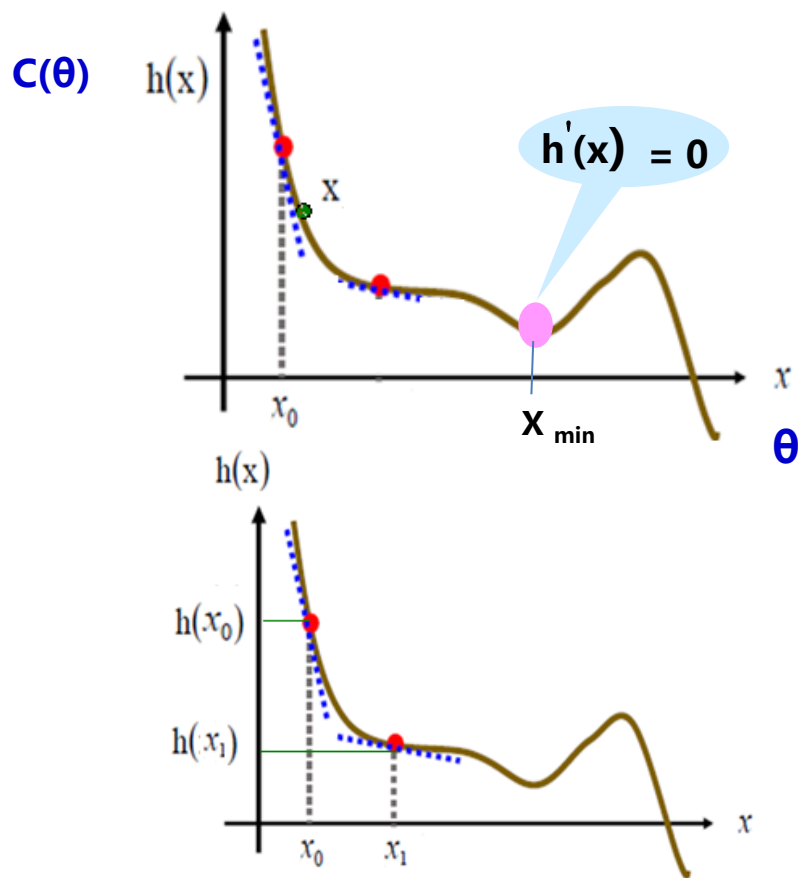 C(θ)
h(x)
h'(x) = 0
x
x
x₀
X min
θ
h(x)
h(x₀)
h(x₁)
x
x₀
x₁